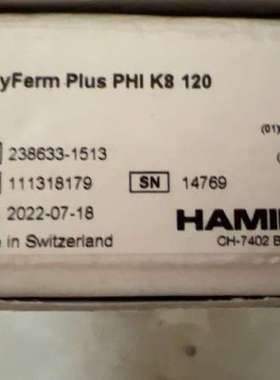 yFerm Plus PHI K8 120
(01)
238633-1513
111318179 SN 14769
2022-07-18 HAMI
in Switzerland CH-7402 B